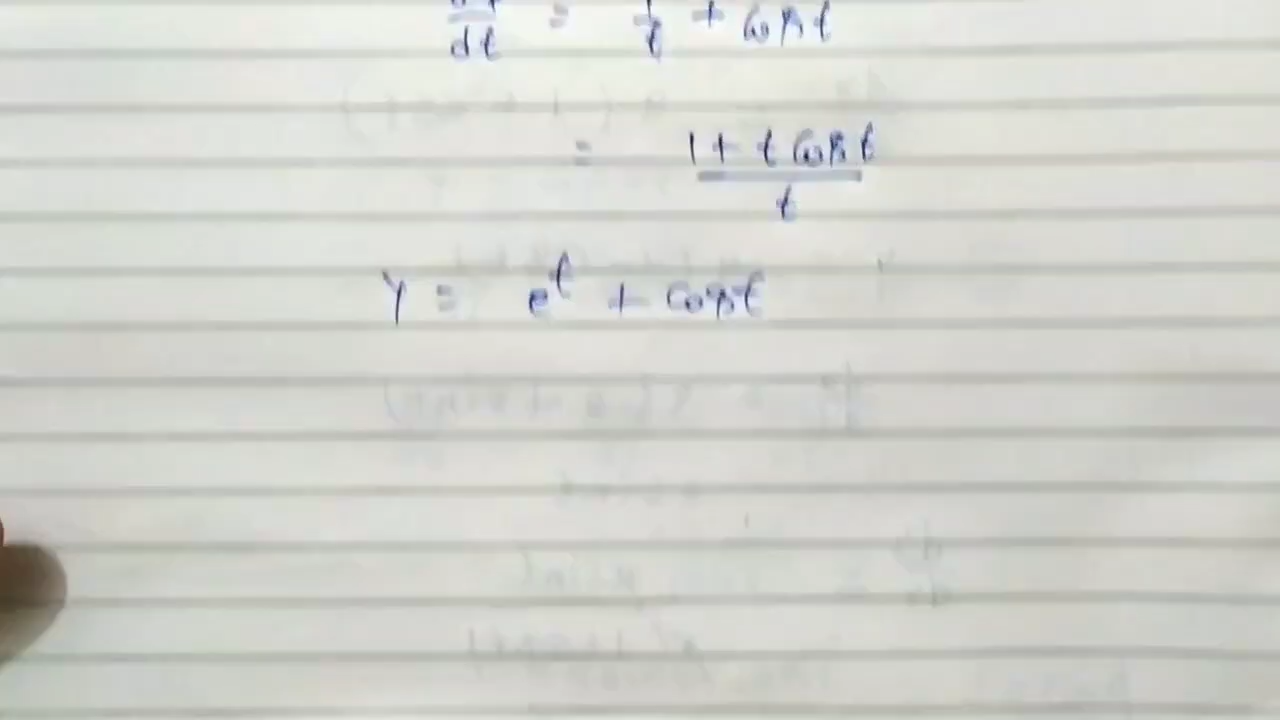 dt = 1/t + cos t
= (1 + t cos t)/t
y = e^t + cos t